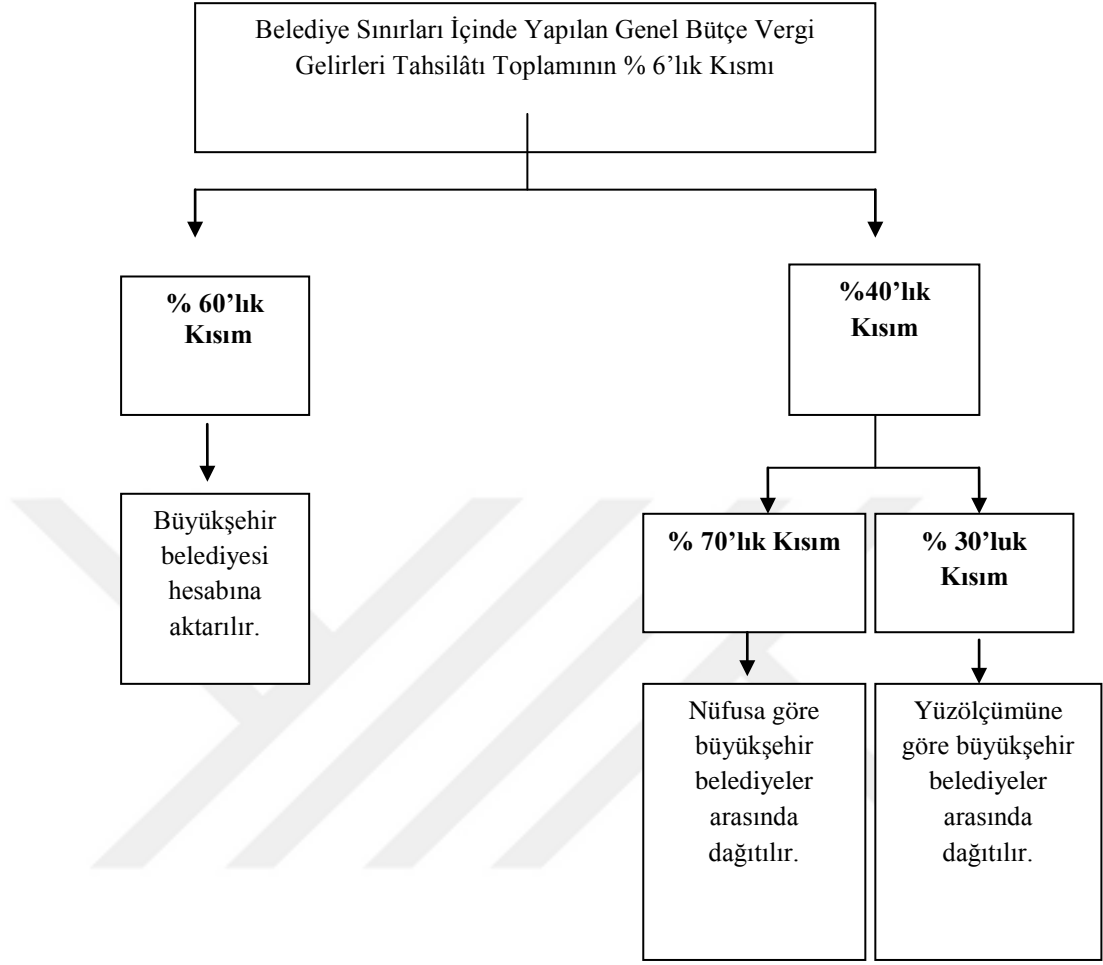 Belediye Sınırları İçinde Yapılan Genel Bütçe Vergi
Gelirleri Tahsilâtı Toplamının % 6’lık Kısmı
% 60’lık
Kısım
%40’lık
Kısım
Büyükşehir
belediyesi
hesabına
aktarılır.
% 70’lık Kısım
% 30’luk
Kısım
Nüfusa göre
büyükşehir
belediyeler
arasında
dağıtılır.
Yüzölçümüne
göre büyükşehir
belediyeler
arasında
dağıtılır.